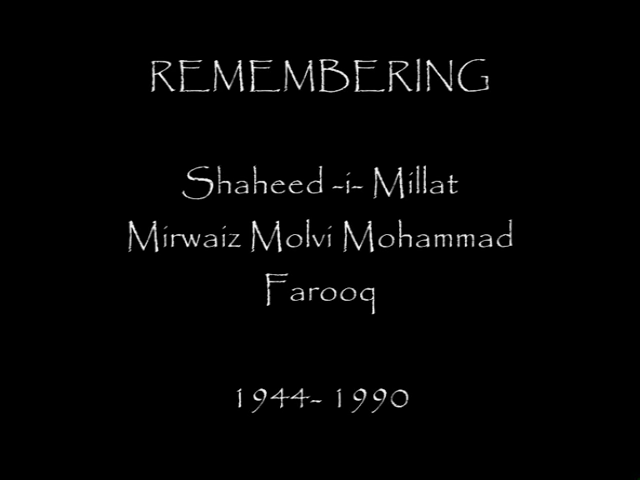 REMEMBERING
Shaheed -i- Millat
Mirwaiz Molvi Mohammad
Farooq
1944- 1990